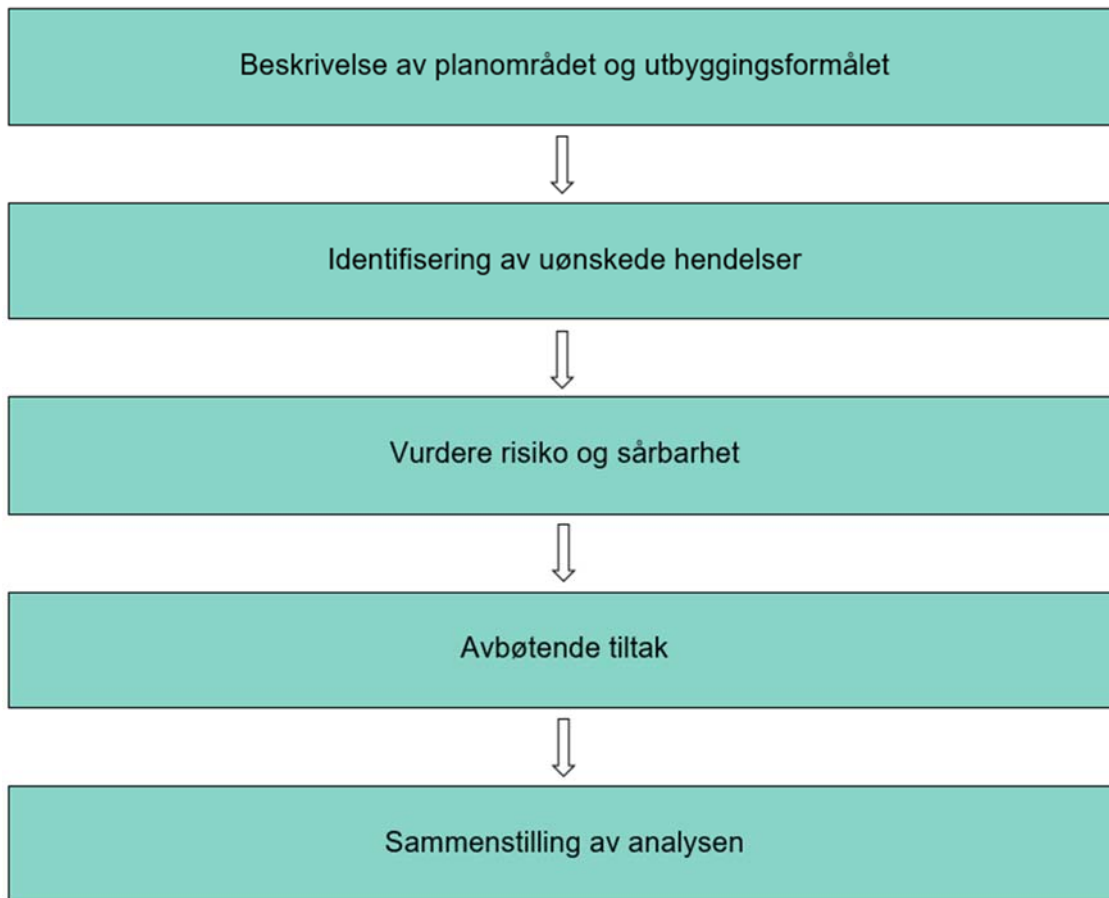 Beskrivelse av planområdet og utbyggingsformålet
Identifisering av uønskede hendelser
Vurdere risiko og sårbarhet
Avbøtende tiltak
Sammenstilling av analysen